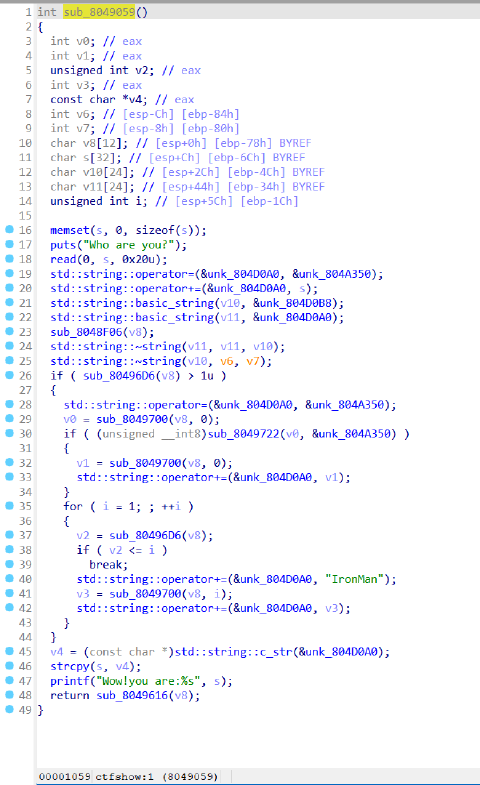 1 int sub_8049059()
2 {
3 int v0; // eax
4 int v1; // eax
5 unsigned int v2; // eax
6 int v3; // eax
7 const char *v4; // eax
8 int v6; // [esp-Ch] [ebp-84h]
9 int v7; // [esp-8h] [ebp-80h]
10 char v8[12]; // [esp+0h] [ebp-78h] BYREF
11 char s[32]; // [esp+Ch] [ebp-6Ch] BYREF
12 char v10[24]; // [esp+2Ch] [ebp-4Ch] BYREF
13 char v11[24]; // [esp+44h] [ebp-34h] BYREF
14 unsigned int i; // [esp+5Ch] [ebp-1Ch]
15
16 memset(s, 0, sizeof(s));
17 puts("Who are you?");
18 read(0, s, 0x20u);
19 std::string::operator=(&unk_804D0A0, &unk_804A350);
20 std::string::operator+=(&unk_804D0A0, s);
21 std::string::basic_string(v10, &unk_804D0B8);
22 std::string::basic_string(v11, &unk_804D0A0);
23 sub_8048F06(v8);
24 std::string::~string(v11, v11, v10);
25 std::string::~string(v10, v6, v7);
26 if ( sub_80496D6(v8) > 1u )
27 {
28 std::string::operator=(&unk_804D0A0, &unk_804A350);
29 v0 = sub_8049700(v8, 0);
30 if ( (unsigned __int8)sub_8049722(v0, &unk_804A350) )
31 {
32 v1 = sub_8049700(v8, 0);
33 std::string::operator+=(&unk_804D0A0, v1);
34 }
35 for ( i = 1; ; ++i )
36 {
37 v2 = sub_80496D6(v8);
38 if ( v2 <= i )
39 break;
40 std::string::operator+=(&unk_804D0A0, "IronMan");
41 v3 = sub_8049700(v8, i);
42 std::string::operator+=(&unk_804D0A0, v3);
43 }
44 }
45 v4 = (const char *)std::string::c_str(&unk_804D0A0);
46 strcpy(s, v4);
47 printf("Wow!you are:%s", s);
48 return sub_8049616(v8);
49 }
00001059 ctfshow:1 (8049059)